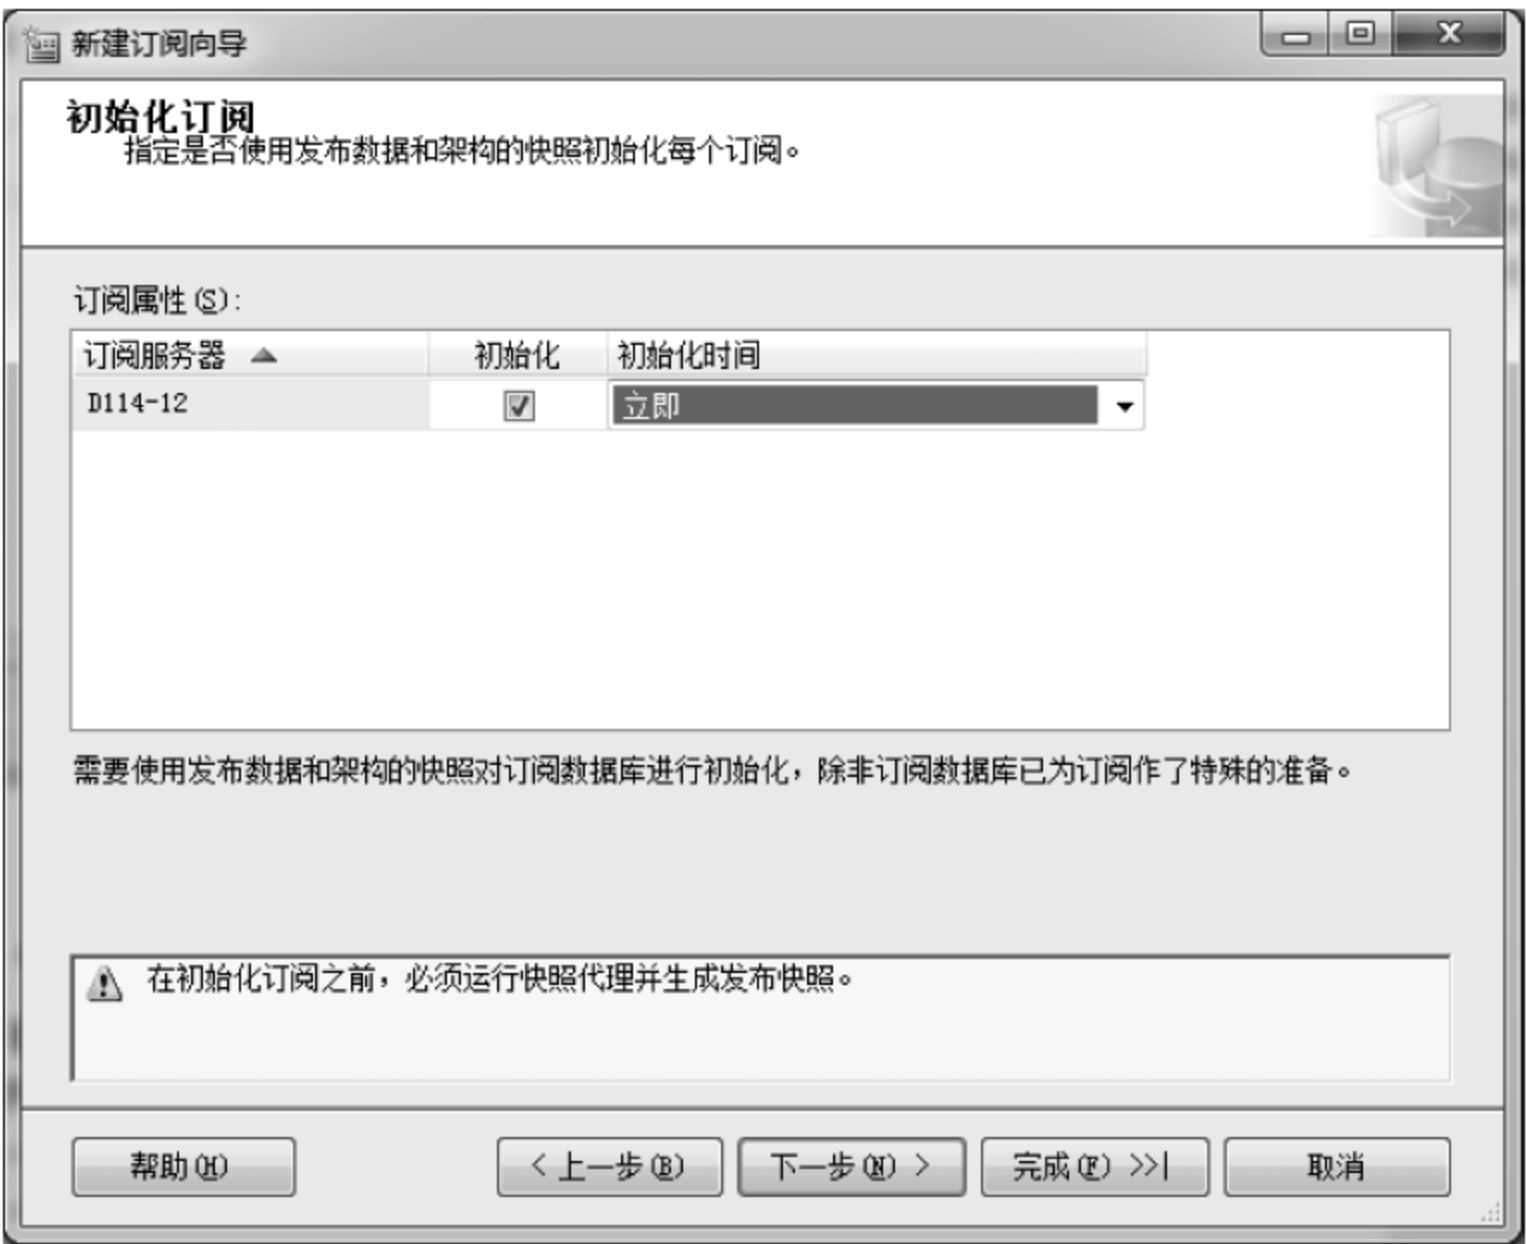 新建订阅向导
初始化订阅
指定是否使用发布数据和架构的快照初始化每个订阅。
订阅属性(S):
订阅服务器 初始化 初始化时间
D114-12 立即
需要使用发布数据和架构的快照对订阅数据库进行初始化，除非订阅数据库已为订阅作了特殊的准备。
在初始化订阅之前，必须运行快照代理并生成发布快照。
帮助(H) < 上一步(B) 下一步(N) > 完成(F) >>| 取消